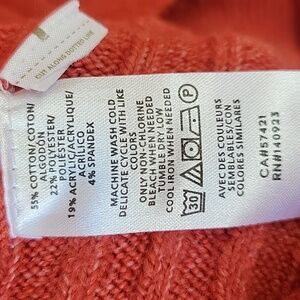 CUT ALONG DOTTED LINE
55% COTTON/COTON/
ALGODÓN
22% POLYESTER/
POLIÉSTER
19% ACRYLIC/ACRYLIQUE/
ACRÍLICO
4% SPANDEX
MACHINE WASH COLD
DELICATE CYCLE WITH LIKE
COLORS
ONLY NON-CHLORINE
BLEACH WHEN NEEDED
TUMBLE DRY LOW
COOL IRON WHEN NEEDED
30
P
AVEC DES COULEURS
SEMBLABLES/CON
COLORES SIMILARES
CA#57421
RN#140923